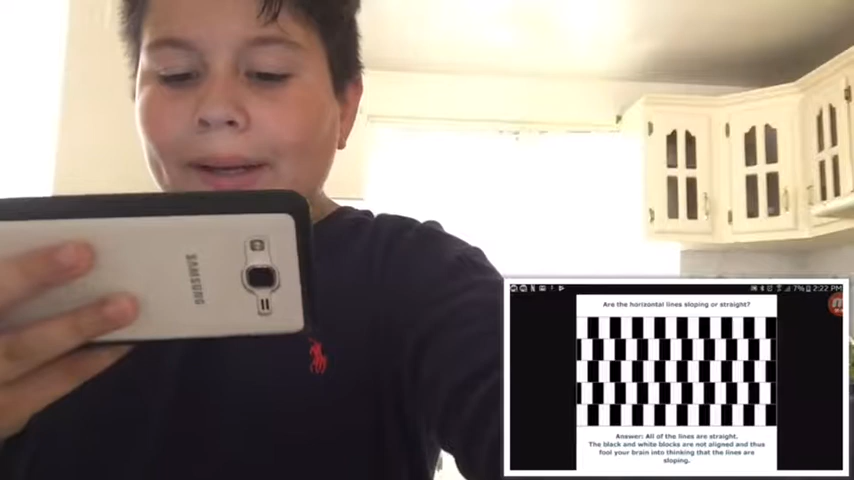 SAMSUNG
7% 2:22 PM
Are the horizontal lines sloping or straight?
Answer: All of the lines are straight.
The black and white blocks are not aligned and thus
fool your brain into thinking that the lines are
sloping.